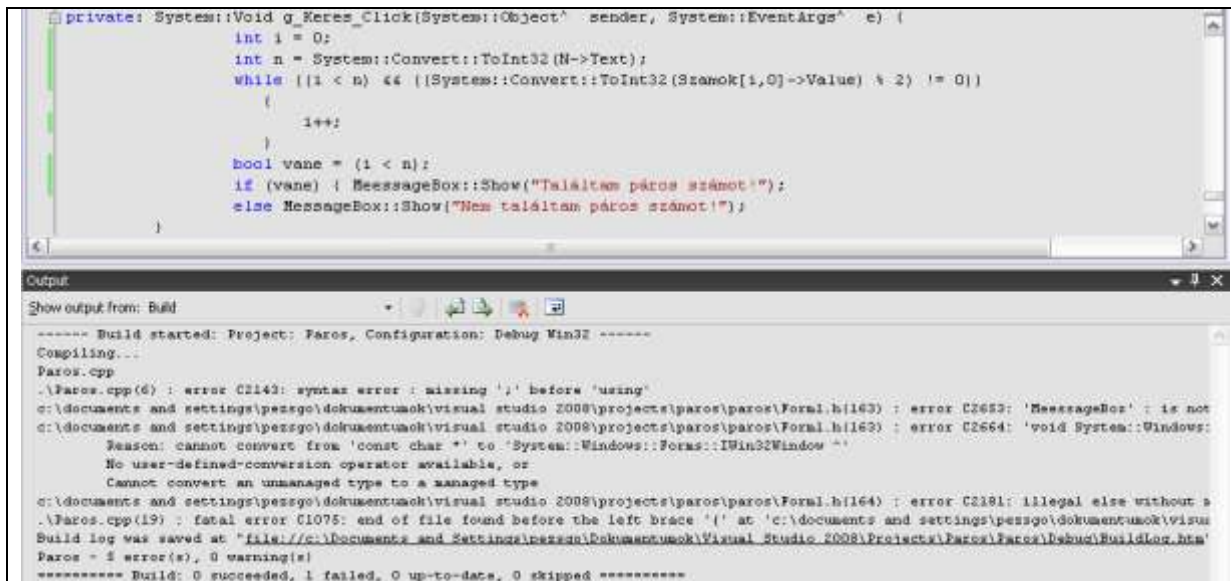 private: System::Void g_Keres_Click(System::Object^ sender, System::EventArgs^ e) {
int i = 0;
int n = System::Convert::ToInt32(N->Text);
while ((i < n) && ((System::Convert::ToInt32(Szamok[i,0]->Value) % 2) != 0))
{
i++;
}
bool vane = (i < n);
if (vane) { MeessageBox::Show("Találtam páros számot!");
else MessageBox::Show("Nem találtam páros számot!");
}
Output
Show output from: Build
------ Build started: Project: Paros, Configuration: Debug Win32 ------
Compiling...
Paros.cpp
.\Paros.cpp(6) : error C2143: syntax error : missing ';' before 'using'
c:\documents and settings\pezsgo\dokumentumok\visual studio 2008\projects\paros\paros\Form1.h(163) : error C2653: 'MeessageBox' : is not
c:\documents and settings\pezsgo\dokumentumok\visual studio 2008\projects\paros\paros\Form1.h(163) : error C2664: 'void System::Windows:
Reason: cannot convert from 'const char *' to 'System::Windows::Forms::IWin32Window ^'
No user-defined-conversion operator available, or
Cannot convert an unmanaged type to a managed type
c:\documents and settings\pezsgo\dokumentumok\visual studio 2008\projects\paros\paros\Form1.h(164) : error C2181: illegal else without
.\Paros.cpp(19) : fatal error C1075: end of file found before the left brace '{' at 'c:\documents and settings\pezsgo\dokumentumok\visu
Build log was saved at "file://c:\Documents and Settings\pezsgo\Dokumentumok\Visual Studio 2008\Projects\Paros\Paros\Debug\BuildLog.htm"
Paros - 5 error(s), 0 warning(s)
========== Build: 0 succeeded, 1 failed, 0 up-to-date, 0 skipped ==========